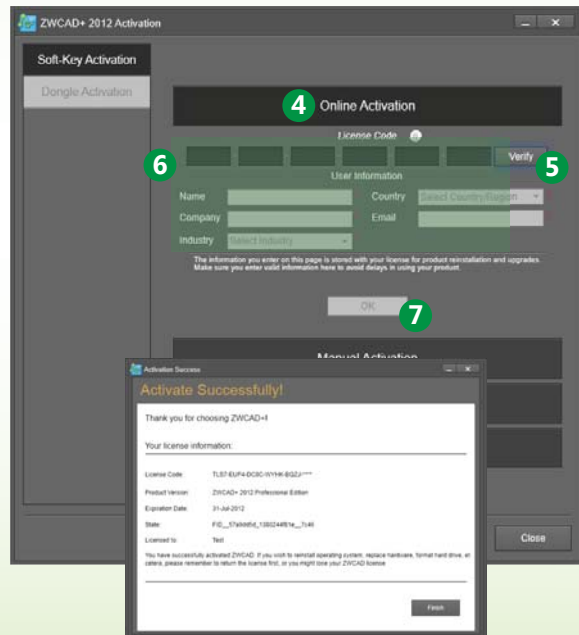 ZWCAD+ 2012 Activation
Soft-Key Activation
Dongle Activation
4 Online Activation
License Code
6
Verify
5
User Information
Name
Country
Select Country/Region
Company
Email
Industry
Select Industry
The information you enter on this page is stored with your license for product reinstallation and upgrades.
Make sure you enter valid information here to avoid delays in using your product.
OK
7
Manual Activation
Activation Success
Activate Successfully!
Thank you for choosing ZWCAD+!
Your license information:
License Code:
Product Version: ZWCAD+ 2012 Professional Edition
Expiration Date: 31-Jul-2012
State:
Licensed to: Test
You have successfully activated ZWCAD. If you wish to reinstall operating system, replace hardware, format hard drive, et
cetera, please remember to return the license first, or you might lose your ZWCAD license
Finish
Close